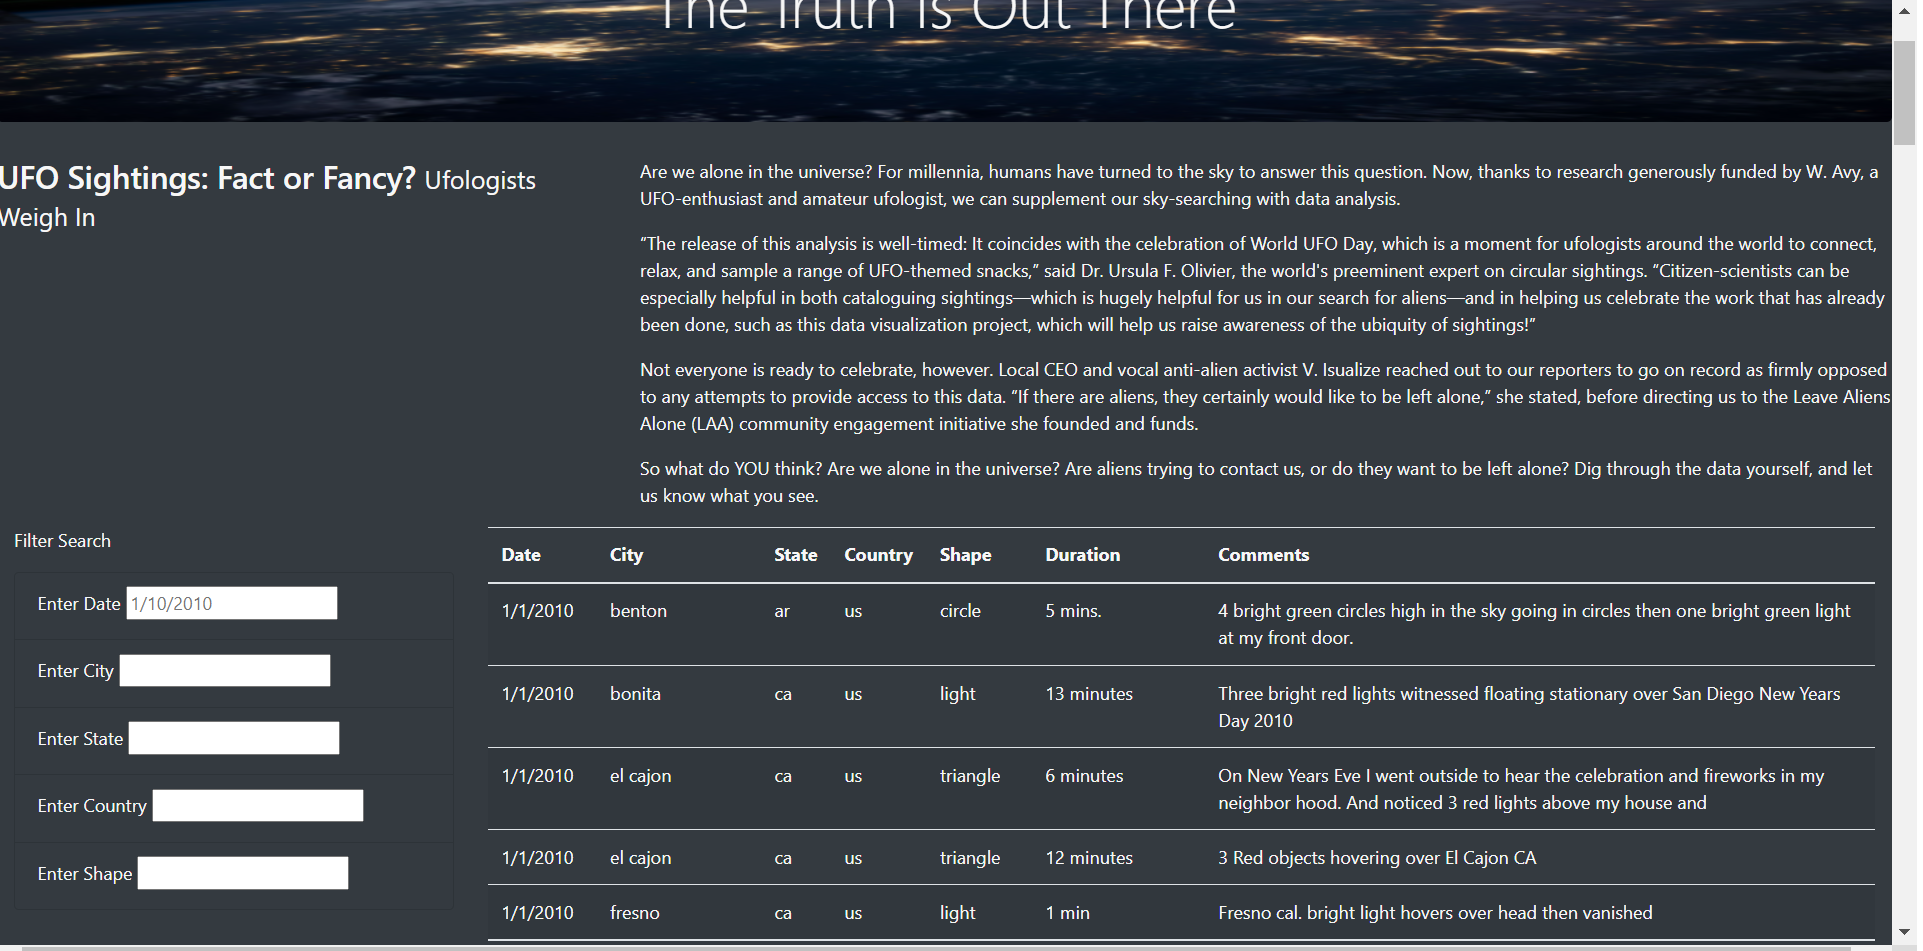 The Truth Is Out There
UFO Sightings: Fact or Fancy? Ufologists
Weigh In
Are we alone in the universe? For millennia, humans have turned to the sky to answer this question. Now, thanks to research generously funded by W. Avy, a
UFO-enthusiast and amateur ufologist, we can supplement our sky-searching with data analysis.
“The release of this analysis is well-timed: It coincides with the celebration of World UFO Day, which is a moment for ufologists around the world to connect,
relax, and sample a range of UFO-themed snacks,” said Dr. Ursula F. Olivier, the world's preeminent expert on circular sightings. “Citizen-scientists can be
especially helpful in both cataloguing sightings—which is hugely helpful for us in our search for aliens—and in helping us celebrate the work that has already
been done, such as this data visualization project, which will help us raise awareness of the ubiquity of sightings!”
Not everyone is ready to celebrate, however. Local CEO and vocal anti-alien activist V. Isualize reached out to our reporters to go on record as firmly opposed
to any attempts to provide access to this data. “If there are aliens, they certainly would like to be left alone,” she stated, before directing us to the Leave Aliens
Alone (LAA) community engagement initiative she founded and funds.
So what do YOU think? Are we alone in the universe? Are aliens trying to contact us, or do they want to be left alone? Dig through the data yourself, and let
us know what you see.
Filter Search
Enter Date 1/10/2010
Enter City
Enter State
Enter Country
Enter Shape
Date City State Country Shape Duration Comments
1/1/2010 benton ar us circle 5 mins. 4 bright green circles high in the sky going in circles then one bright green light
at my front door.
1/1/2010 bonita ca us light 13 minutes Three bright red lights witnessed floating stationary over San Diego New Years
Day 2010
1/1/2010 el cajon ca us triangle 6 minutes On New Years Eve I went outside to hear the celebration and fireworks in my
neighbor hood. And noticed 3 red lights above my house and
1/1/2010 el cajon ca us triangle 12 minutes 3 Red objects hovering over El Cajon CA
1/1/2010 fresno ca us light 1 min Fresno cal. bright light hovers over head then vanished